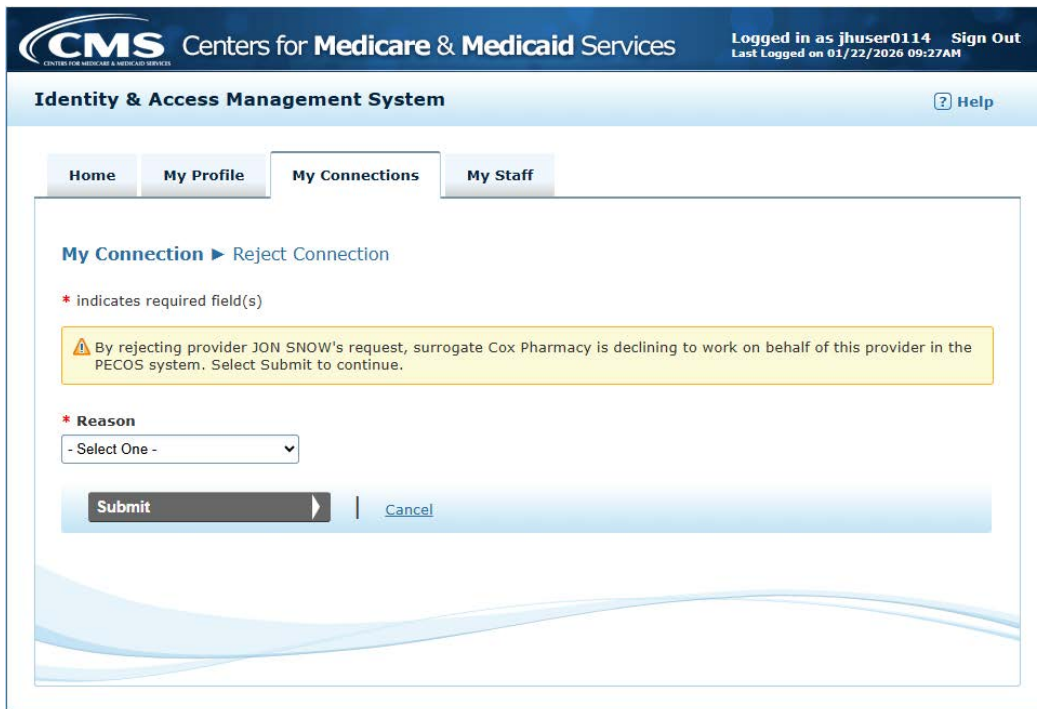 CMS Centers for Medicare & Medicaid Services
CENTERS FOR MEDICARE & MEDICAID SERVICES
Logged in as jhuser0114 Sign Out
Last Logged on 01/22/2026 09:27AM
Identity & Access Management System
? Help
Home My Profile My Connections My Staff
My Connection ► Reject Connection
* indicates required field(s)
By rejecting provider JON SNOW's request, surrogate Cox Pharmacy is declining to work on behalf of this provider in the
PECOS system. Select Submit to continue.
* Reason
- Select One -
Submit | Cancel